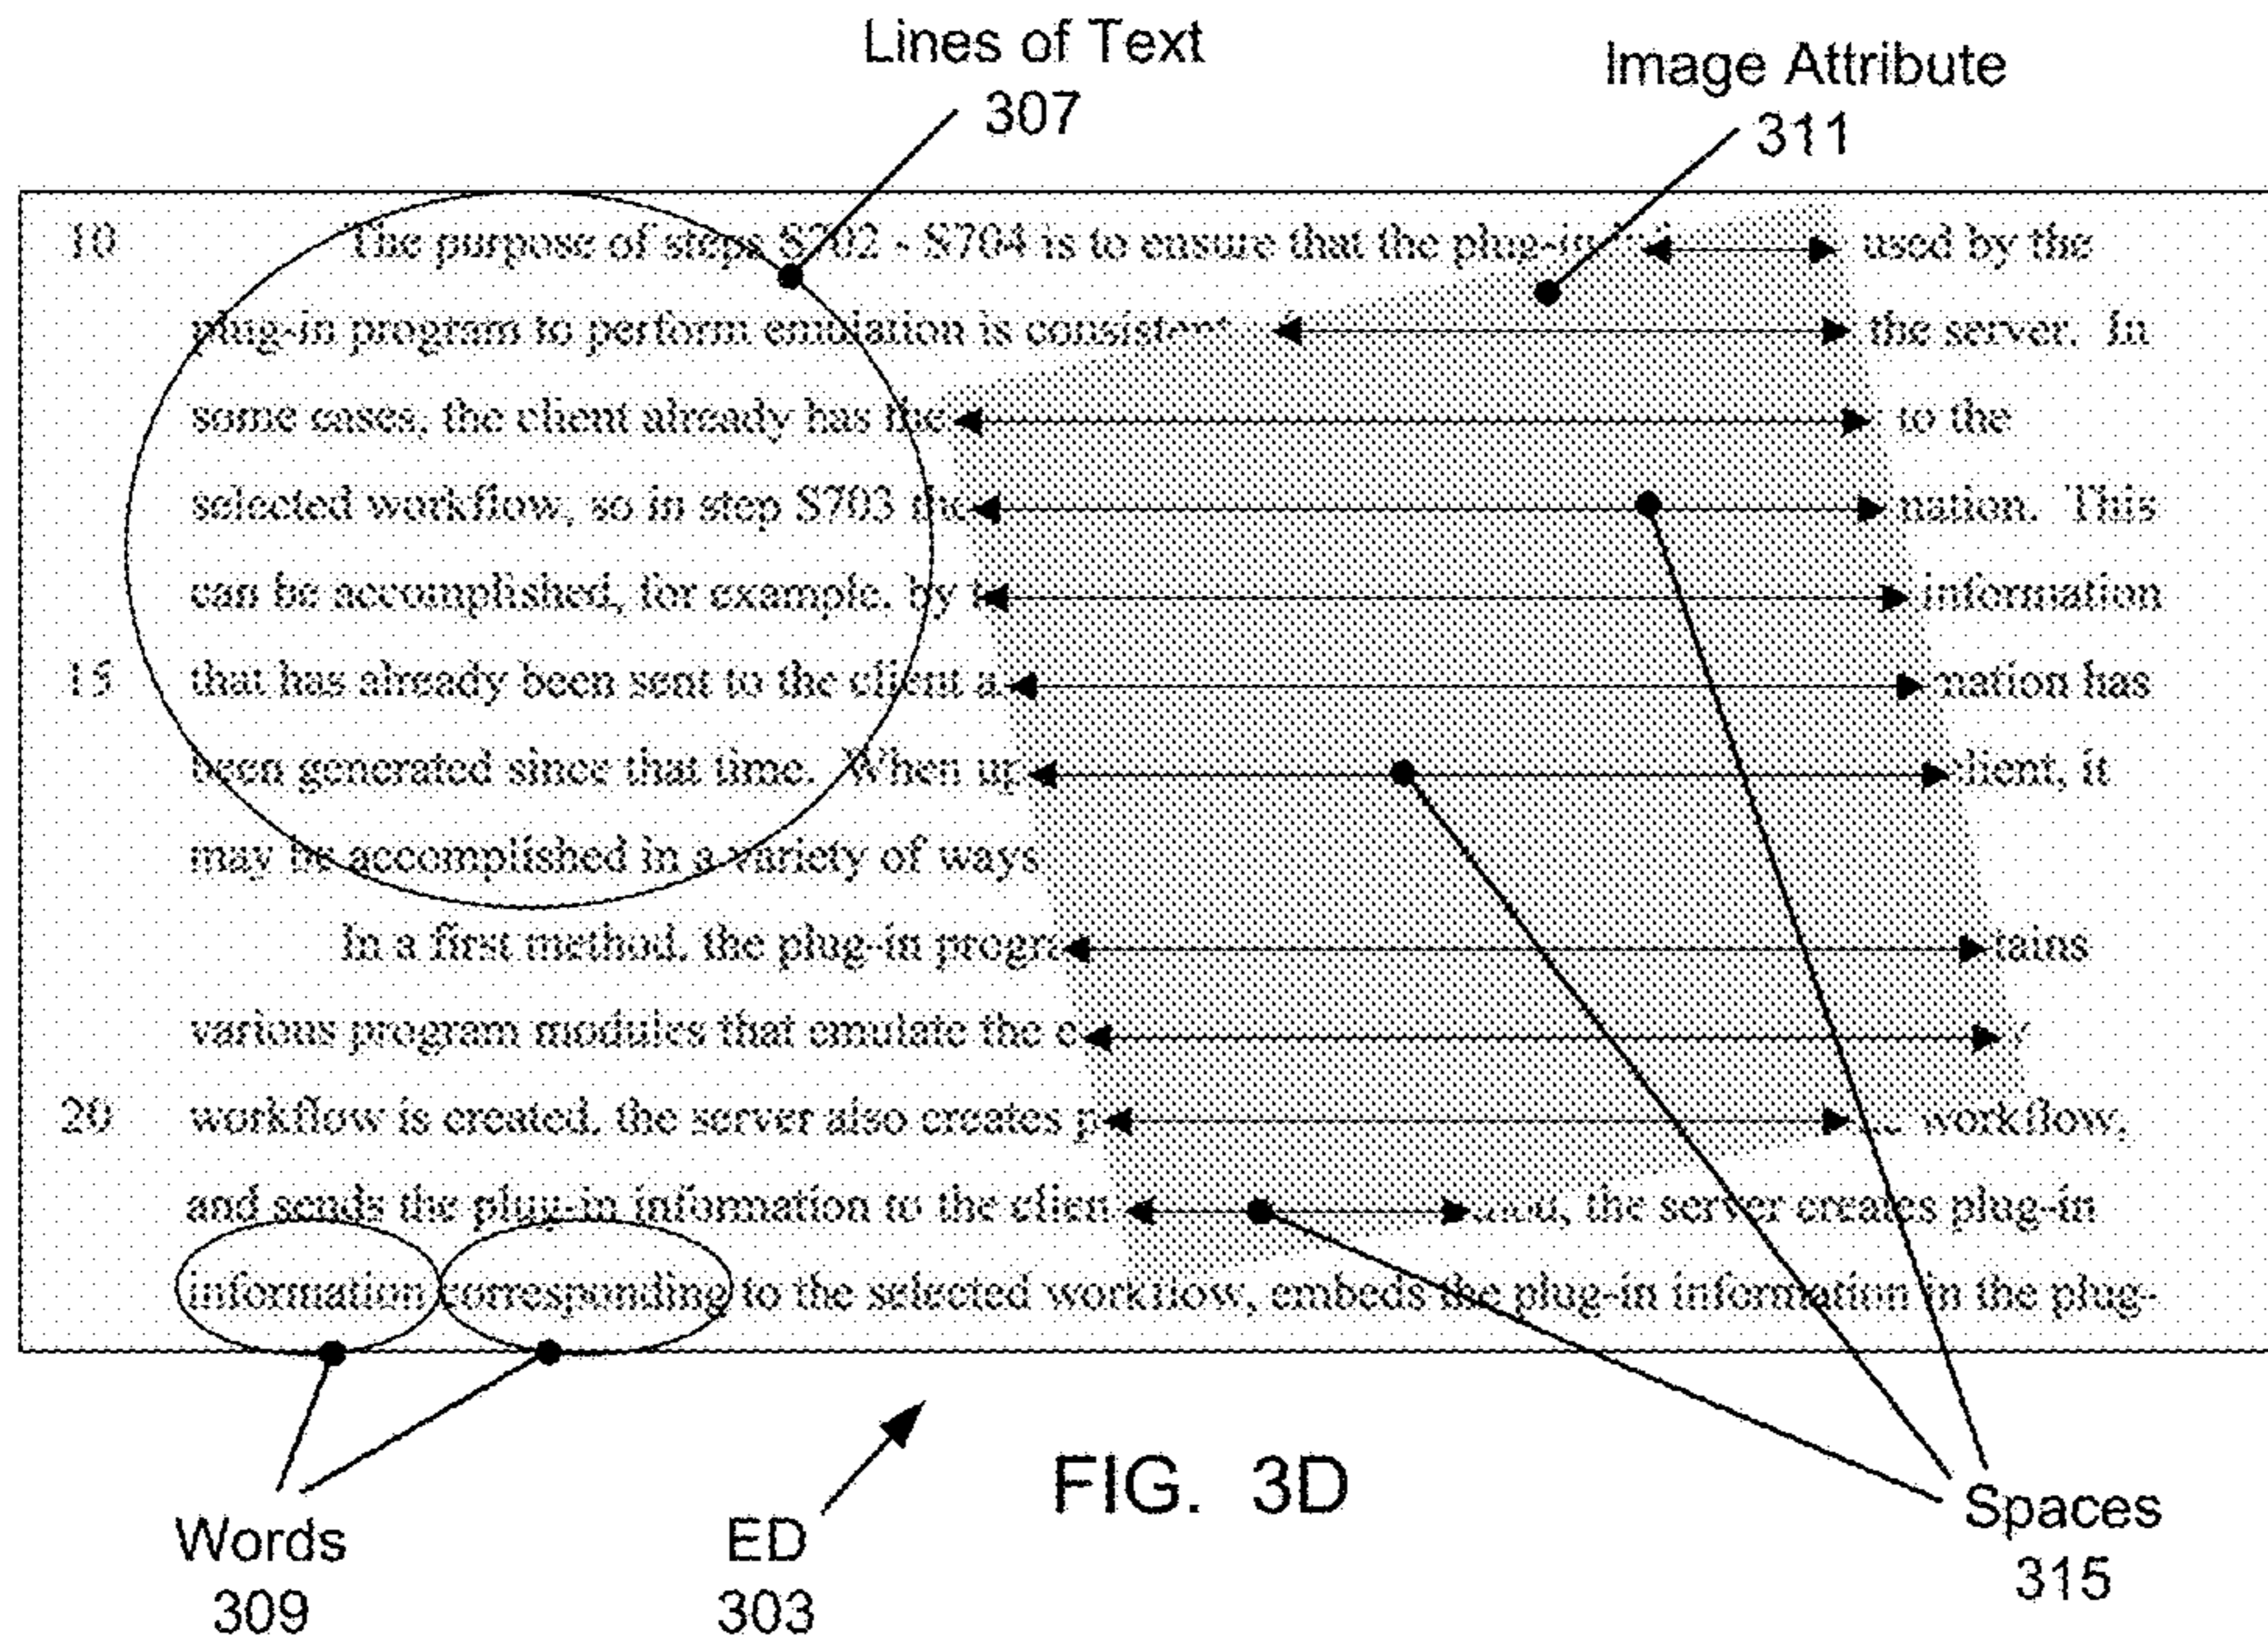 Lines of Text
307
Image Attribute
311
10 The purpose of steps S702 - S704 is to ensure that the plug-in used by the
plug-in program to perform emulation is consistent the server. In
some cases, the client already has the to the
selected workflow, so in step S703 the nation. This
can be accomplished, for example, by t information
15 that has already been sent to the client a nation has
been generated since that time. When up client, it
may be accomplished in a variety of ways
In a first method, the plug-in progra tains
various program modules that emulate the e
20 workflow is created, the server also creates p workflow,
and sends the plug-in information to the clien the server creates plug-in
information corresponding to the selected workflow, embeds the plug-in information in the plug-
Words
309
ED
303
FIG. 3D
Spaces
315